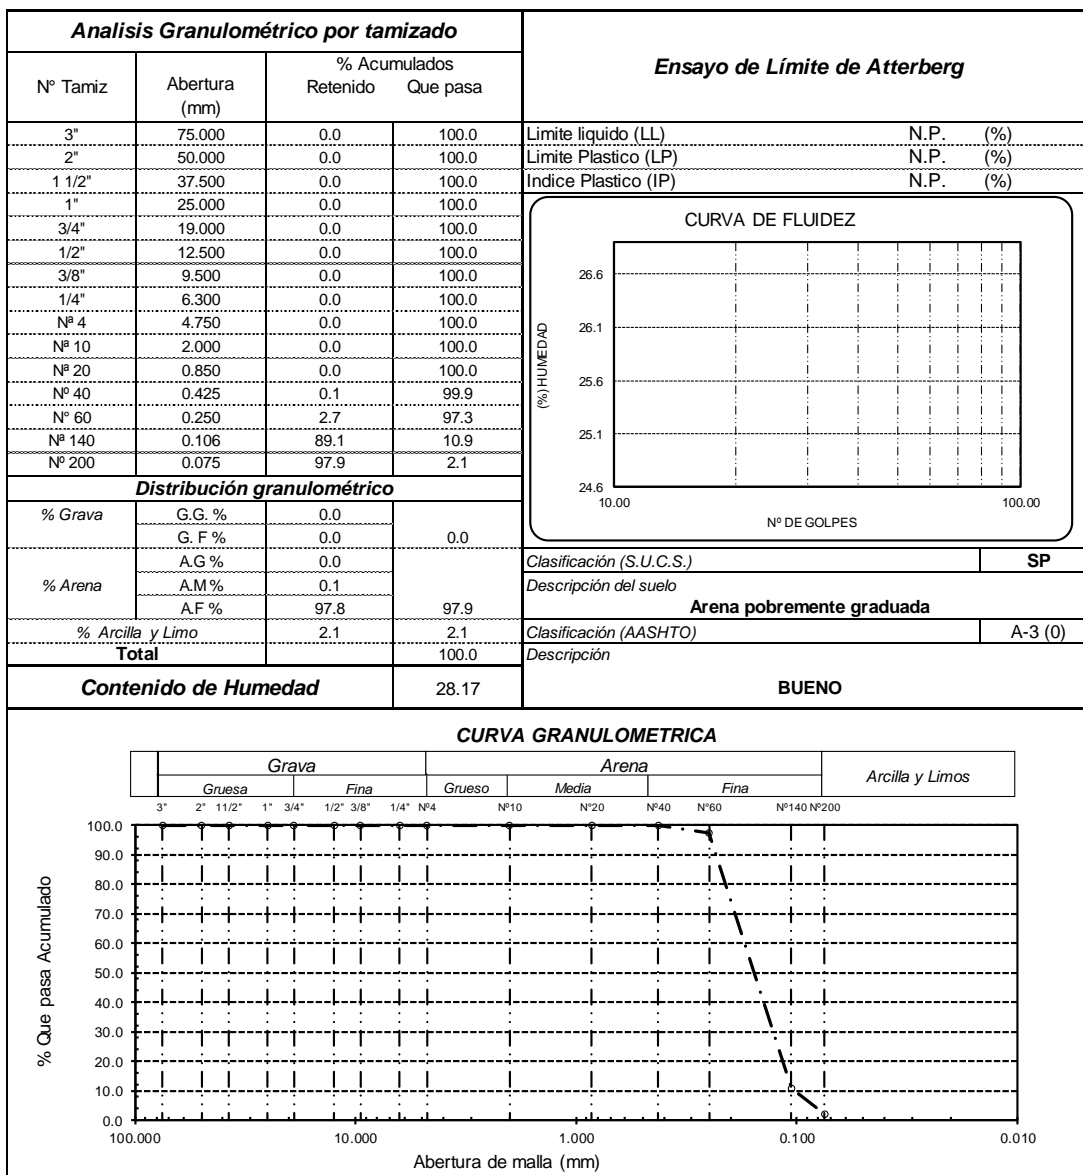 Analisis Granulométrico por tamizado
N° Tamiz Abertura (mm) % Acumulados Retenido Que pasa
3" 75.000 0.0 100.0
2" 50.000 0.0 100.0
1 1/2" 37.500 0.0 100.0
1" 25.000 0.0 100.0
3/4" 19.000 0.0 100.0
1/2" 12.500 0.0 100.0
3/8" 9.500 0.0 100.0
1/4" 6.300 0.0 100.0
Nª 4 4.750 0.0 100.0
Nª 10 2.000 0.0 100.0
Nª 20 0.850 0.0 100.0
Nº 40 0.425 0.1 99.9
N° 60 0.250 2.7 97.3
Nª 140 0.106 89.1 10.9
Nº 200 0.075 97.9 2.1
Distribución granulométrico
% Grava G.G. % 0.0
G. F % 0.0 0.0
A.G % 0.0
% Arena A.M % 0.1
A.F % 97.8 97.9
% Arcilla y Limo 2.1 2.1
Total 100.0
Contenido de Humedad 28.17
Ensayo de Límite de Atterberg
Limite liquido (LL) N.P. (%)
Limite Plastico (LP) N.P. (%)
Indice Plastico (IP) N.P. (%)
CURVA DE FLUIDEZ
(%) HUMEDAD
26.6
26.1
25.6
25.1
24.6
10.00 100.00
Nº DE GOLPES
Clasificación (S.U.C.S.) SP
Descripción del suelo
Arena pobremente graduada
Clasificación (AASHTO) A-3 (0)
Descripción
BUENO
CURVA GRANULOMETRICA
Grava Arena Arcilla y Limos
Gruesa Fina Grueso Media Fina
3" 2" 11/2" 1" 3/4" 1/2" 3/8" 1/4" Nº4 Nº10 N°20 Nº40 N°60 Nº140 Nº200
% Que pasa Acumulado
100.0
90.0
80.0
70.0
60.0
50.0
40.0
30.0
20.0
10.0
0.0
100.000 10.000 1.000 0.100 0.010
Abertura de malla (mm)